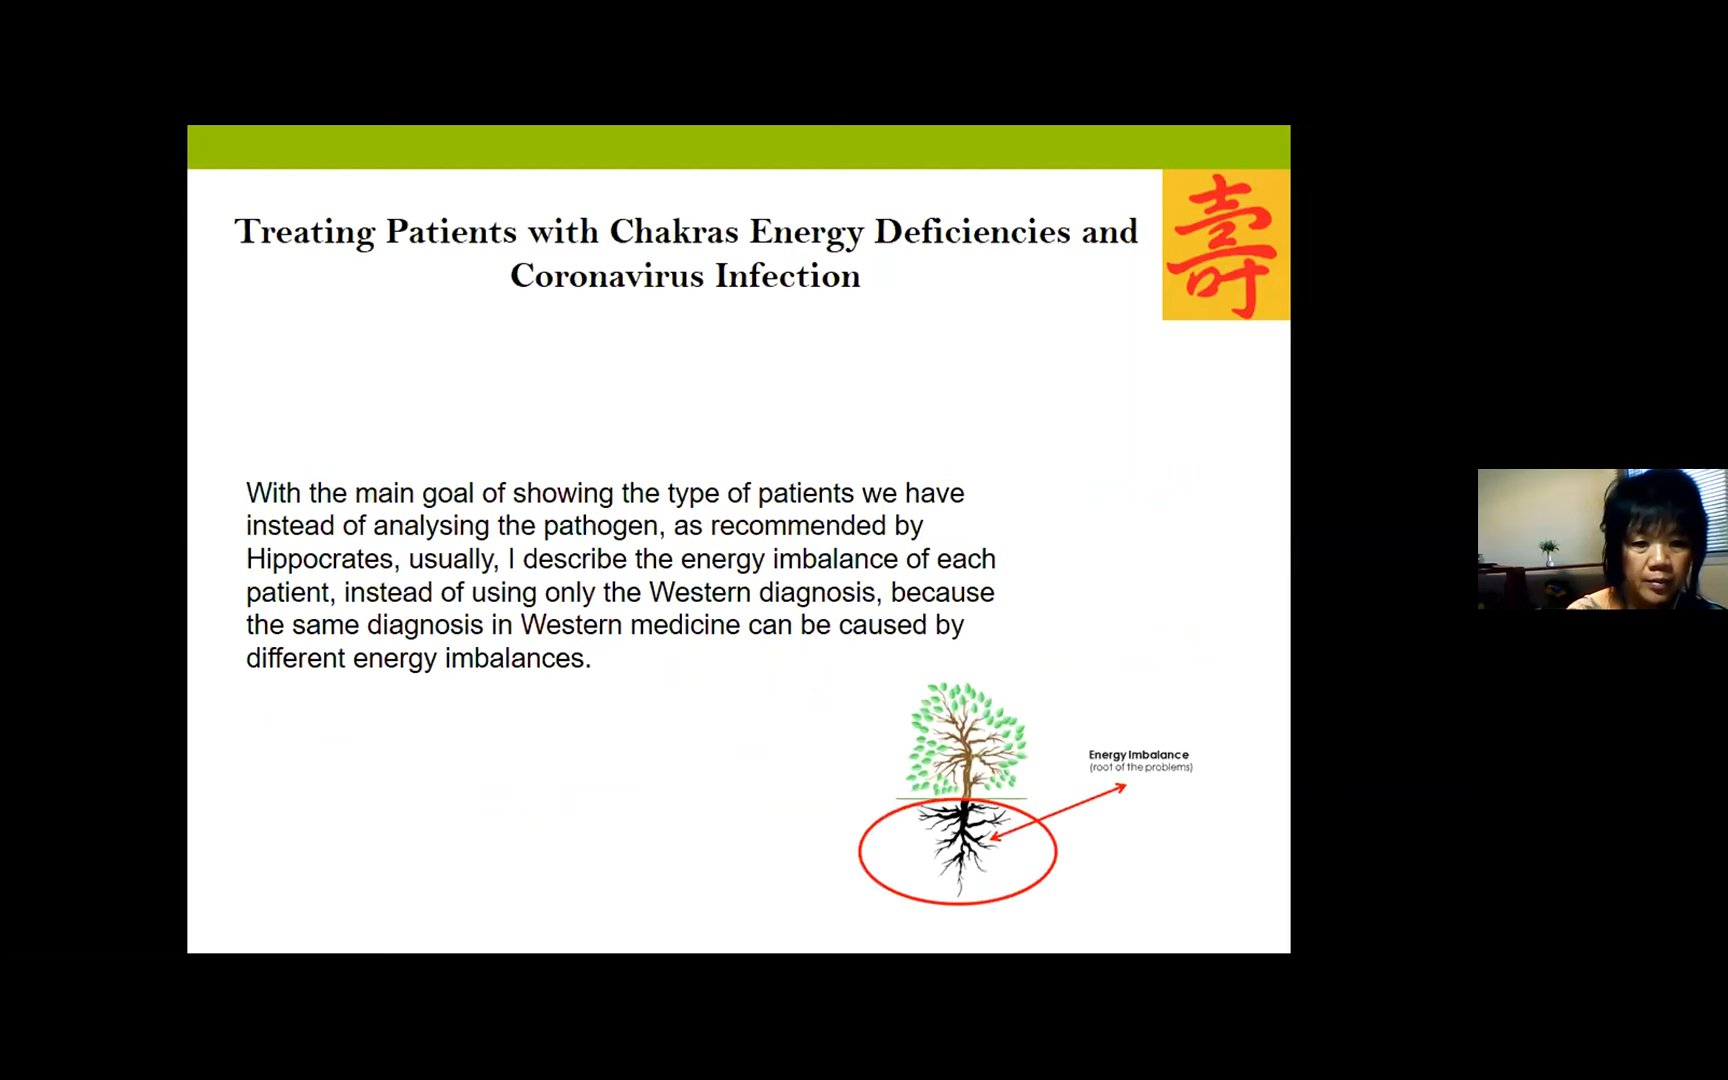 Treating Patients with Chakras Energy Deficiencies and
Coronavirus Infection
壽
With the main goal of showing the type of patients we have
instead of analysing the pathogen, as recommended by
Hippocrates, usually, I describe the energy imbalance of each
patient, instead of using only the Western diagnosis, because
the same diagnosis in Western medicine can be caused by
different energy imbalances.
Energy Imbalance
(root of the problems)